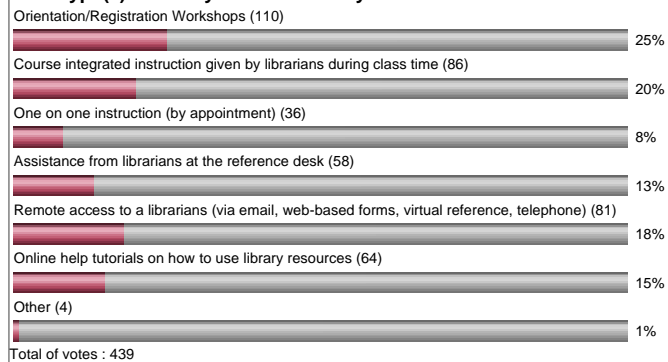 Orientation/Registration Workshops (110)
25%
Course integrated instruction given by librarians during class time (86)
20%
One on one instruction (by appointment) (36)
8%
Assistance from librarians at the reference desk (58)
13%
Remote access to a librarians (via email, web-based forms, virtual reference, telephone) (81)
18%
Online help tutorials on how to use library resources (64)
15%
Other (4)
1%
Total of votes : 439